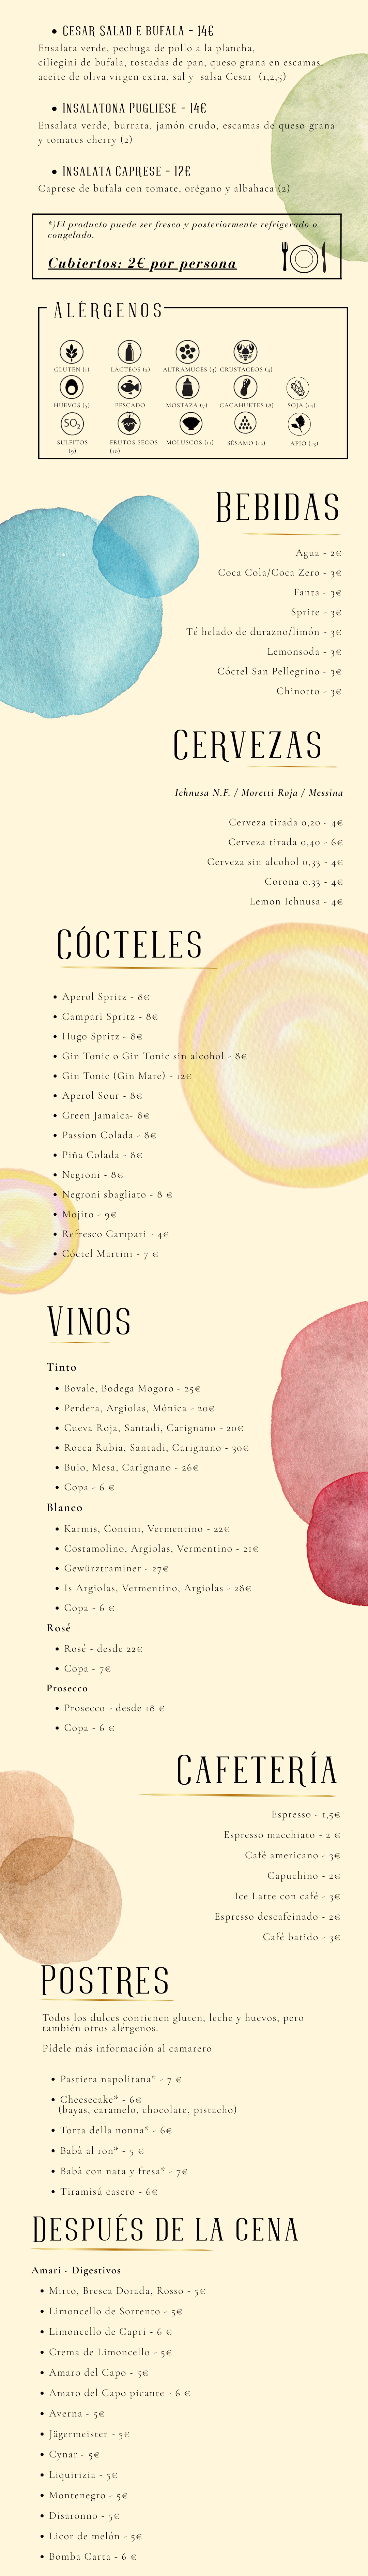 • Cesar Salad e bufala - 14€
Ensalata verde, pechuga de pollo a la plancha,
ciliegini de bufala, tostadas de pan, queso grana en escamas,
aceite de oliva virgen extra, sal y salsa Cesar (1,2,5)
• Insalatona Pugliese - 14€
Ensalata verde, burrata, jamón crudo, escamas de queso grana
y tomates cherry (2)
• Insalata Caprese - 12€
Caprese de bufala con tomate, orégano y albahaca (2)
*)El producto puede ser fresco y posteriormente refrigerado o
congelado.
Cubiertos: 2€ por persona
Alérgenos
GLUTEN (1) LÁCTEOS (2) ALTRAMUCES (3) CRUSTÁCEOS (4)
HUEVOS (5) PESCADO MOSTAZA (7) CACAHUETES (8) SOJA (14)
SO₂
SULFITOS FRUTOS SECOS MOLUSCOS (11) SÉSAMO (12) APIO (13)
(9) (10)
Bebidas
Agua - 2€
Coca Cola/Coca Zero - 3€
Fanta - 3€
Sprite - 3€
Té helado de durazno/limón - 3€
Lemonsoda - 3€
Cóctel San Pellegrino - 3€
Chinotto - 3€
Cervezas
Ichnusa N.F. / Moretti Roja / Messina
Cerveza tirada 0,20 - 4€
Cerveza tirada 0,40 - 6€
Cerveza sin alcohol 0.33 - 4€
Corona 0.33 - 4€
Lemon Ichnusa - 4€
Cócteles
• Aperol Spritz - 8€
• Campari Spritz - 8€
• Hugo Spritz - 8€
• Gin Tonic o Gin Tonic sin alcohol - 8€
• Gin Tonic (Gin Mare) - 12€
• Aperol Sour - 8€
• Green Jamaica- 8€
• Passion Colada - 8€
• Piña Colada - 8€
• Negroni - 8€
• Negroni sbagliato - 8 €
• Mojito - 9€
• Refresco Campari - 4€
• Cóctel Martini - 7 €
Vinos
Tinto
• Bovale, Bodega Mogoro - 25€
• Perdera, Argiolas, Mónica - 20€
• Cueva Roja, Santadi, Carignano - 20€
• Rocca Rubia, Santadi, Carignano - 30€
• Buio, Mesa, Carignano - 26€
• Copa - 6 €
Blanco
• Karmis, Contini, Vermentino - 22€
• Costamolino, Argiolas, Vermentino - 21€
• Gewürztraminer - 27€
• Is Argiolas, Vermentino, Argiolas - 28€
• Copa - 6 €
Rosé
• Rosé - desde 22€
• Copa - 7€
Prosecco
• Prosecco - desde 18 €
• Copa - 6 €
Cafetería
Espresso - 1,5€
Espresso macchiato - 2 €
Café americano - 3€
Capuchino - 2€
Ice Latte con café - 3€
Espresso descafeinado - 2€
Café batido - 3€
Postres
Todos los dulces contienen gluten, leche y huevos, pero
también otros alérgenos.
Pídele más información al camarero
• Pastiera napolitana* - 7 €
• Cheesecake* - 6€
(bayas, caramelo, chocolate, pistacho)
• Torta della nonna* - 6€
• Babà al ron* - 5 €
• Babà con nata y fresa* - 7€
• Tiramisú casero - 6€
Después de la cena
Amari - Digestivos
• Mirto, Bresca Dorada, Rosso - 5€
• Limoncello de Sorrento - 5€
• Limoncello de Capri - 6 €
• Crema de Limoncello - 5€
• Amaro del Capo - 5€
• Amaro del Capo picante - 6 €
• Averna - 5€
• Jägermeister - 5€
• Cynar - 5€
• Liquirizia - 5€
• Montenegro - 5€
• Disaronno - 5€
• Licor de melón - 5€
• Bomba Carta - 6 €